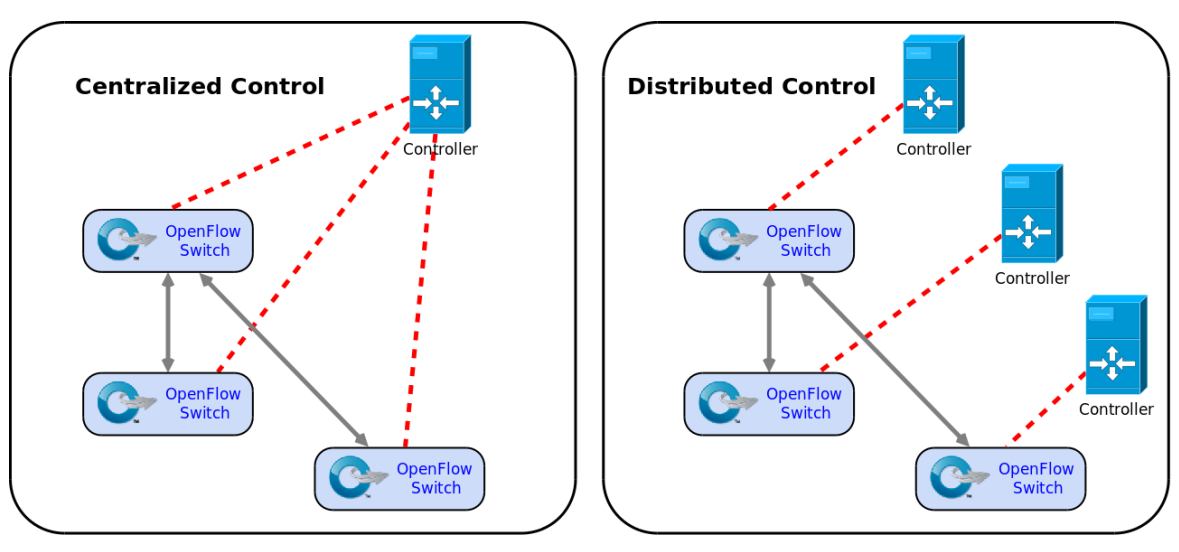 Centralized Control
Controller
OpenFlow
Switch
OpenFlow
Switch
OpenFlow
Switch
Distributed Control
Controller
OpenFlow
Switch
Controller
OpenFlow
Switch
Controller
OpenFlow
Switch